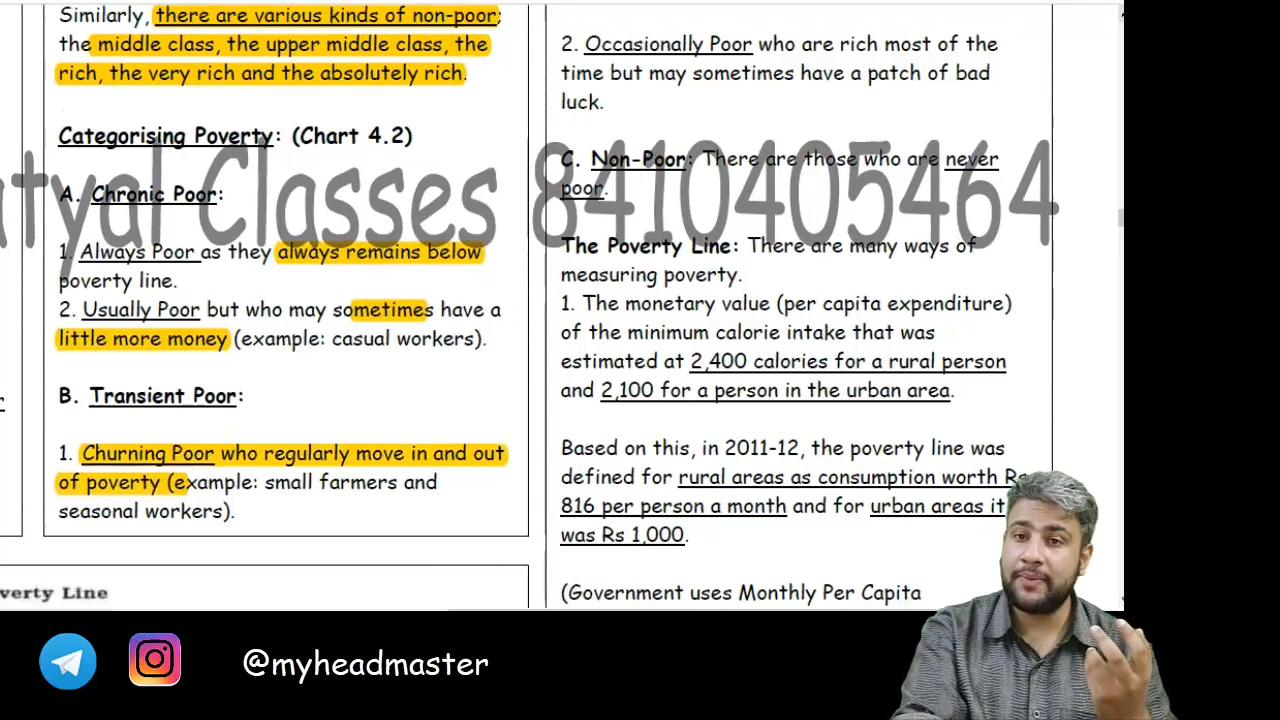 Similarly, there are various kinds of non-poor;
the middle class, the upper middle class, the
rich, the very rich and the absolutely rich.
Categorising Poverty: (Chart 4.2)
A. Chronic Poor:
1. Always Poor as they always remains below
poverty line.
2. Usually Poor but who may sometimes have a
little more money (example: casual workers).
B. Transient Poor:
1. Churning Poor who regularly move in and out
of poverty (example: small farmers and
seasonal workers).
verty Line
2. Occasionally Poor who are rich most of the
time but may sometimes have a patch of bad
luck.
C. Non-Poor: There are those who are never
poor.
The Poverty Line: There are many ways of
measuring poverty.
1. The monetary value (per capita expenditure)
of the minimum calorie intake that was
estimated at 2,400 calories for a rural person
and 2,100 for a person in the urban area.
Based on this, in 2011-12, the poverty line was
defined for rural areas as consumption worth Rs
816 per person a month and for urban areas it
was Rs 1,000.
(Government uses Monthly Per Capita
atyal Classes 8410405464
@myheadmaster